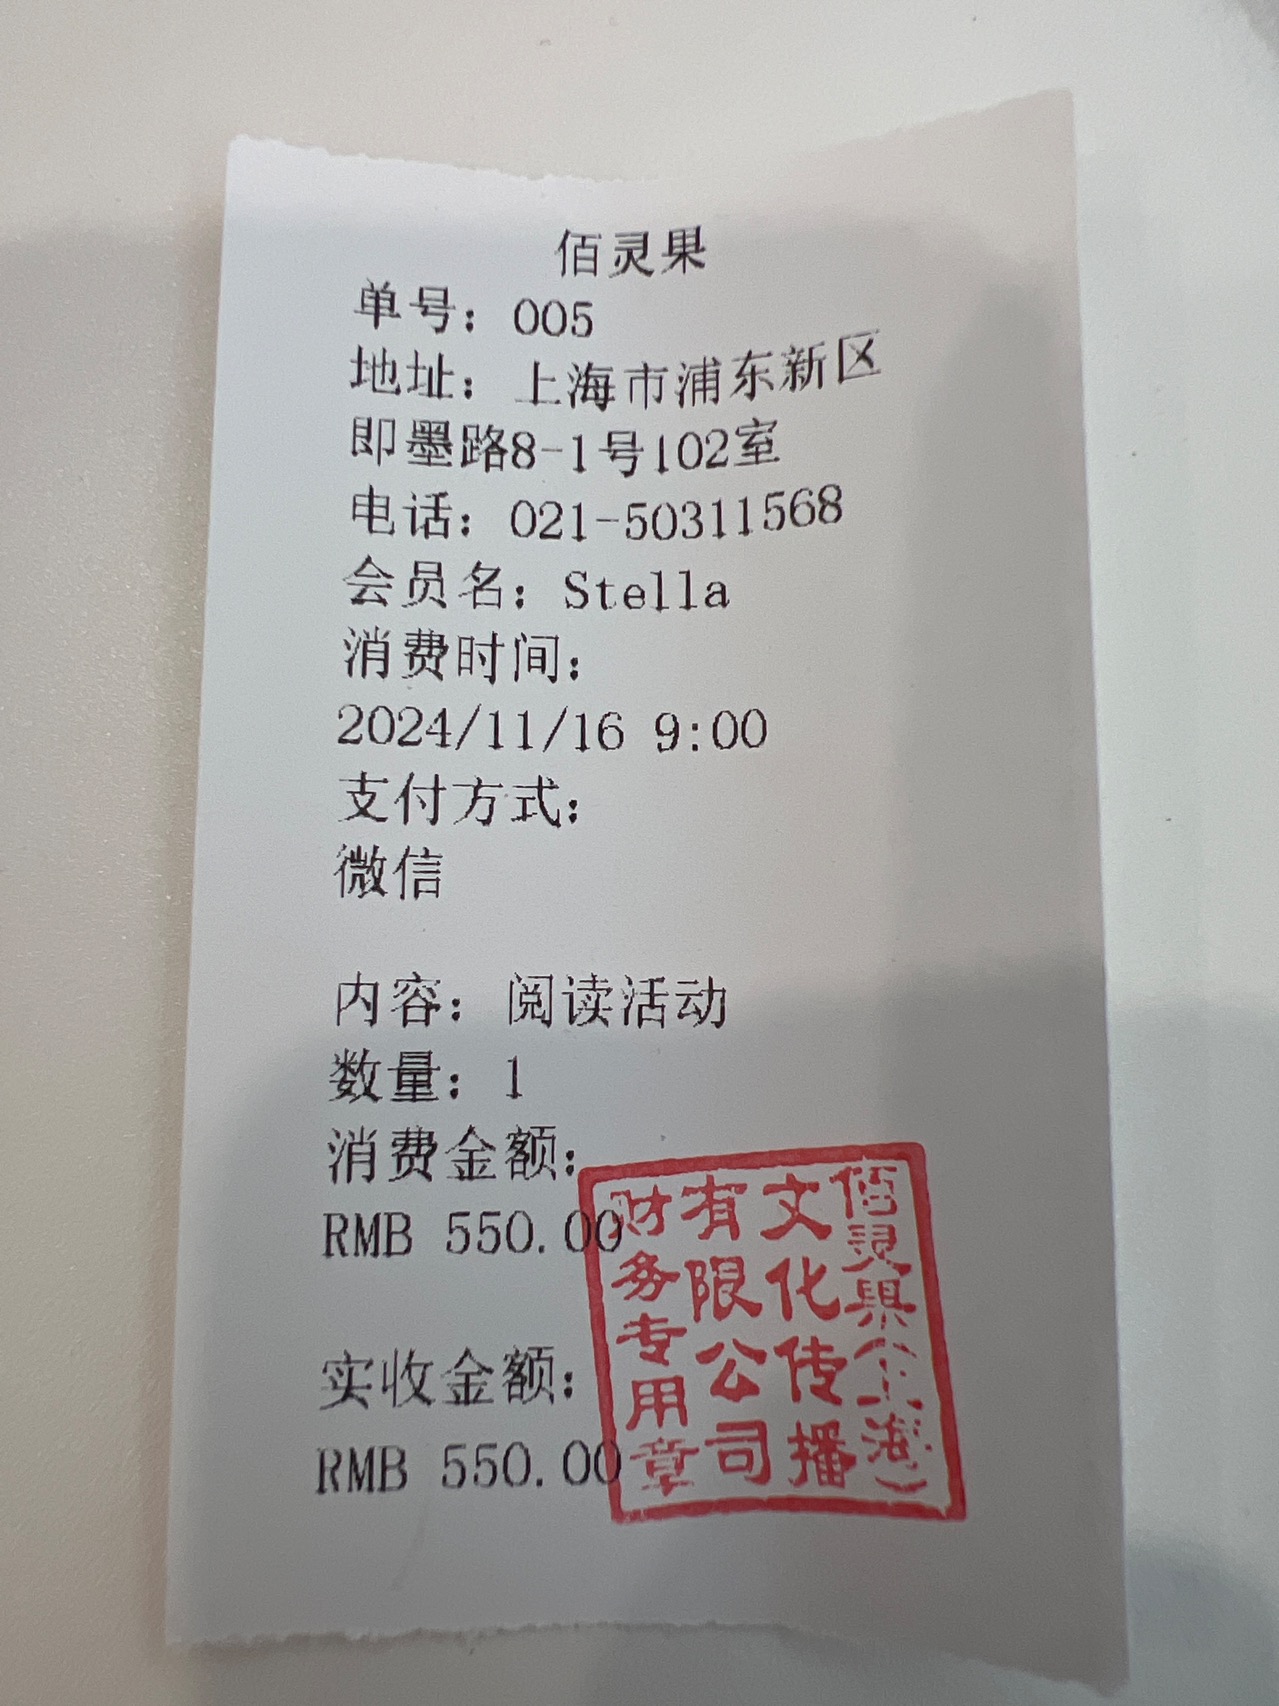 佰灵果
单号：005
地址：上海市浦东新区
即墨路8-1号102室
电话：021-50311568
会员名：Stella
消费时间：
2024/11/16 9:00
支付方式：
微信
内容：阅读活动
数量：1
消费金额：
RMB 550.00
实收金额：
RMB 550.00
佰灵果（上海）
文化传播
有限公司
财务专用章